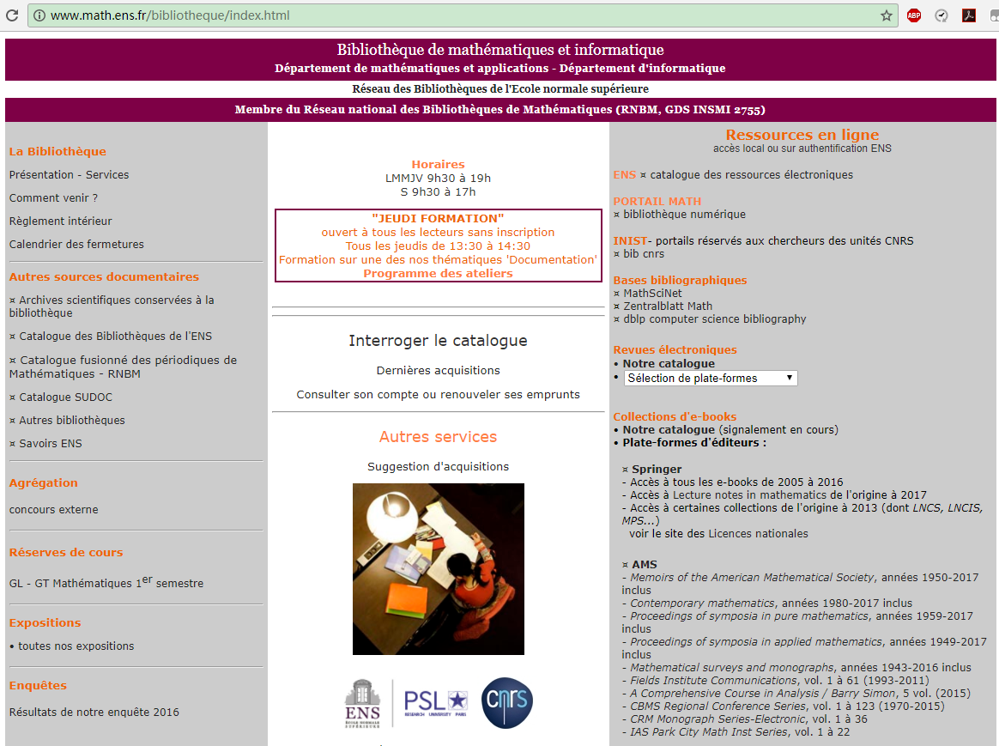 www.math.ens.fr/bibliotheque/index.html
ABP
Bibliothèque de mathématiques et informatique
Département de mathématiques et applications - Département d'informatique
Réseau des Bibliothèques de l'Ecole normale supérieure
Membre du Réseau national des Bibliothèques de Mathématiques (RNBM, GDS INSMI 2755)
La Bibliothèque
Présentation - Services
Comment venir ?
Règlement intérieur
Calendrier des fermetures
Autres sources documentaires
¤ Archives scientifiques conservées à la
bibliothèque
¤ Catalogue des Bibliothèques de l'ENS
¤ Catalogue fusionné des périodiques de
Mathématiques - RNBM
¤ Catalogue SUDOC
¤ Autres bibliothèques
¤ Savoirs ENS
Agrégation
concours externe
Réserves de cours
GL - GT Mathématiques 1er semestre
Expositions
• toutes nos expositions
Enquêtes
Résultats de notre enquête 2016
Horaires
LMMJV 9h30 à 19h
S 9h30 à 17h
"JEUDI FORMATION"
ouvert à tous les lecteurs sans inscription
Tous les jeudis de 13:30 à 14:30
Formation sur une des nos thématiques 'Documentation'
Programme des ateliers
Interroger le catalogue
Dernières acquisitions
Consulter son compte ou renouveler ses emprunts
Autres services
Suggestion d'acquisitions
ENS
ÉCOLE NORMALE
SUPÉRIEURE
PSL
RESEARCH UNIVERSITY PARIS
cnrs
Ressources en ligne
accès local ou sur authentification ENS
ENS ¤ catalogue des ressources électroniques
PORTAIL MATH
¤ bibliothèque numérique
INIST- portails réservés aux chercheurs des unités CNRS
¤ bib cnrs
Bases bibliographiques
¤ MathSciNet
¤ Zentralblatt Math
¤ dblp computer science bibliography
Revues électroniques
• Notre catalogue
• Sélection de plate-formes
Collections d'e-books
• Notre catalogue (signalement en cours)
• Plate-formes d'éditeurs :
¤ Springer
- Accès à tous les e-books de 2005 à 2016
- Accès à Lecture notes in mathematics de l'origine à 2017
- Accès à certaines collections de l'origine à 2013 (dont LNCS, LNCIS,
MPS...)
voir le site des Licences nationales
¤ AMS
- Memoirs of the American Mathematical Society, années 1950-2017
inclus
- Contemporary mathematics, années 1980-2017 inclus
- Proceedings of symposia in pure mathematics, années 1959-2017
inclus
- Proceedings of symposia in applied mathematics, années 1949-2017
inclus
- Mathematical surveys and monographs, années 1943-2016 inclus
- Fields Institute Communications, vol. 1 à 61 (1993-2011)
- A Comprehensive Course in Analysis / Barry Simon, 5 vol. (2015)
- CBMS Regional Conference Series, vol. 1 à 123 (1970-2015)
- CRM Monograph Series-Electronic, vol. 1 à 36
- IAS Park City Math Inst Series, vol. 1 à 22